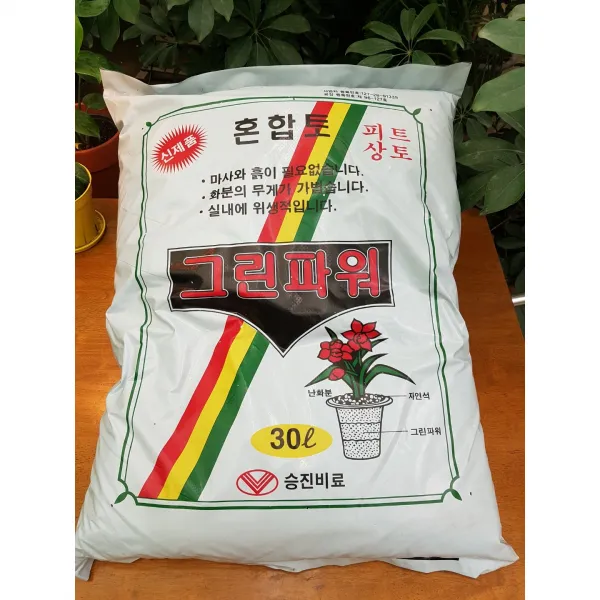 혼합토
신제품
피트
상토
· 마사와 흙이 필요없습니다.
· 화분의 무게가 가볍습니다.
· 실내에 위생적입니다.
그린파워
난화분
자연석
그린파워
30ℓ
승진비료